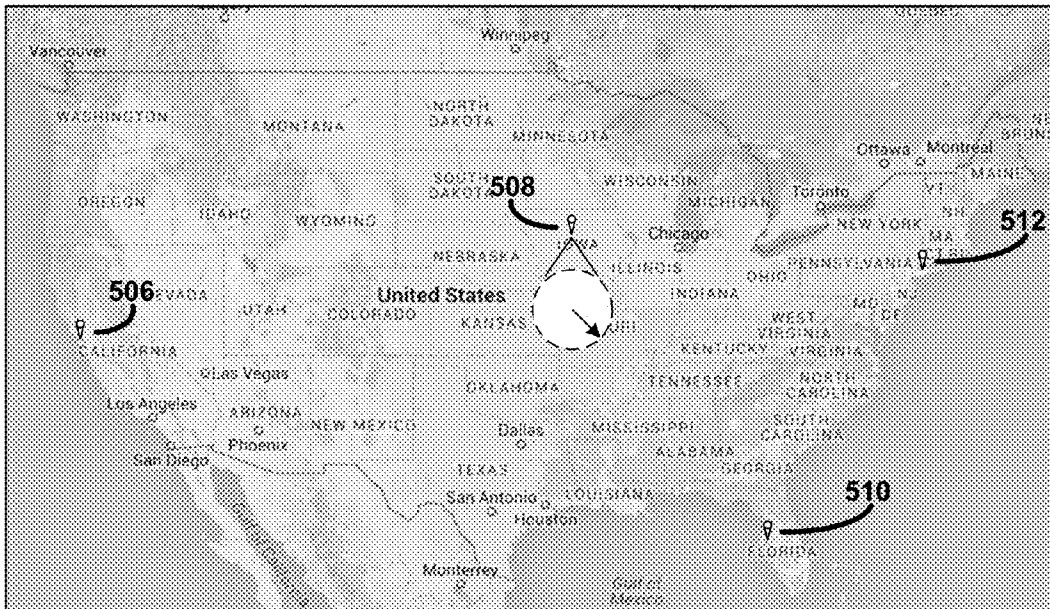 Vancouver
Winnipeg
WASHINGTON
MONTANA
NORTH
DAKOTA
MINNESOTA
Ottawa
Montreal
MAINE
OREGON
IDAHO
WYOMING
SOUTH
DAKOTA
508
WISCONSIN
MICHIGAN
Toronto
VT
NH
NEW YORK
MA
512
IOWA
Chicago
NEBRASKA
ILLINOIS
INDIANA
OHIO
PENNSYLVANIA
NJ
MD
DE
506
EVADA
UTAH
COLORADO
United States
KANSAS
URI
WEST
VIRGINIA
KENTUCKY
VIRGINIA
CALIFORNIA
Las Vegas
OKLAHOMA
TENNESSEE
NORTH
CAROLINA
Los Angeles
ARIZONA
NEW MEXICO
Phoenix
San Diego
Dallas
MISSISSIPPI
SOUTH
CAROLINA
ALABAMA
GEORGIA
TEXAS
San Antonio
Houston
LOUISIANA
510
FLORIDA
Monterrey
Gulf of
Mexico